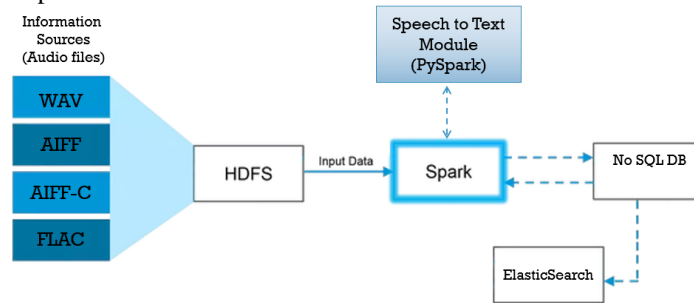 Information
Sources
(Audio files)
WAV
AIFF
AIFF-C
FLAC
HDFS
Input Data
Speech to Text
Module
(PySpark)
Spark
No SQL DB
ElasticSearch